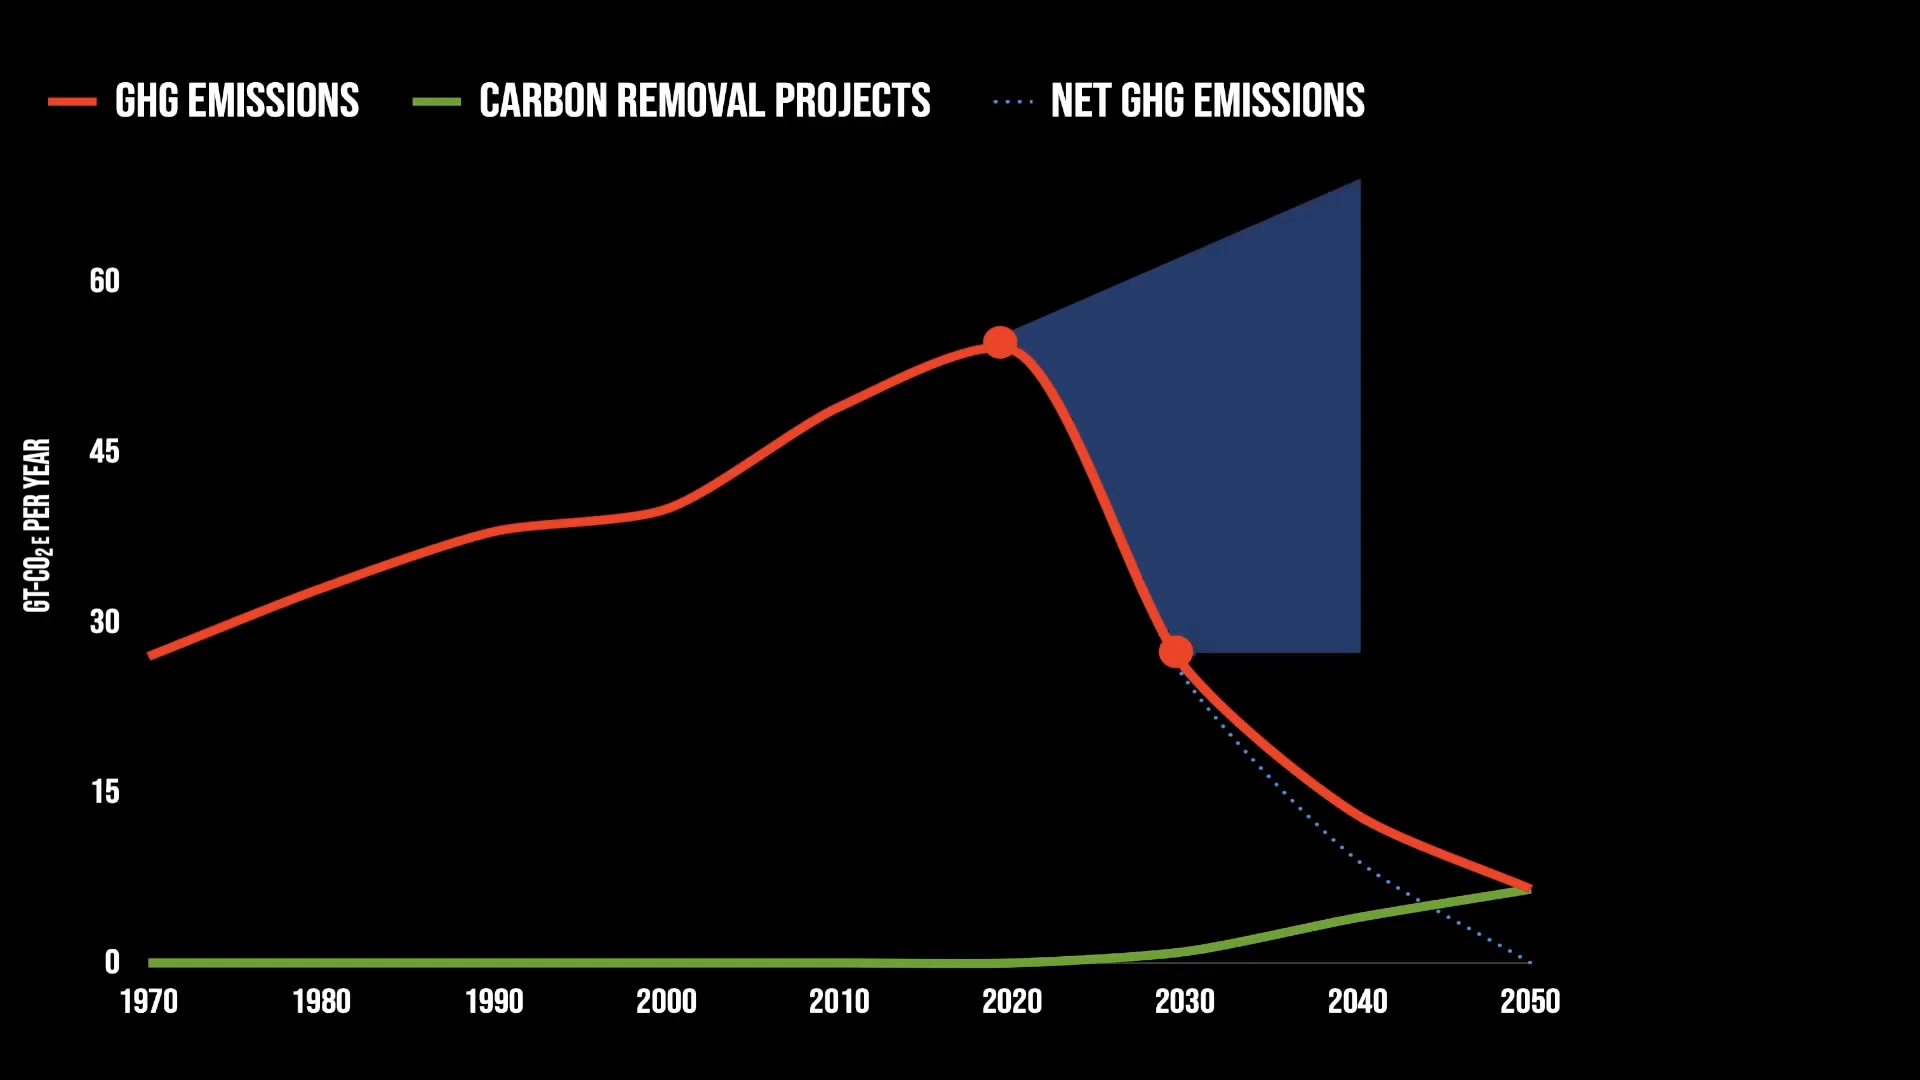 GHG EMISSIONS
CARBON REMOVAL PROJECTS
NET GHG EMISSIONS
60
45
30
15
0
GT-CO₂ E PER YEAR
1970 1980 1990 2000 2010 2020 2030 2040 2050